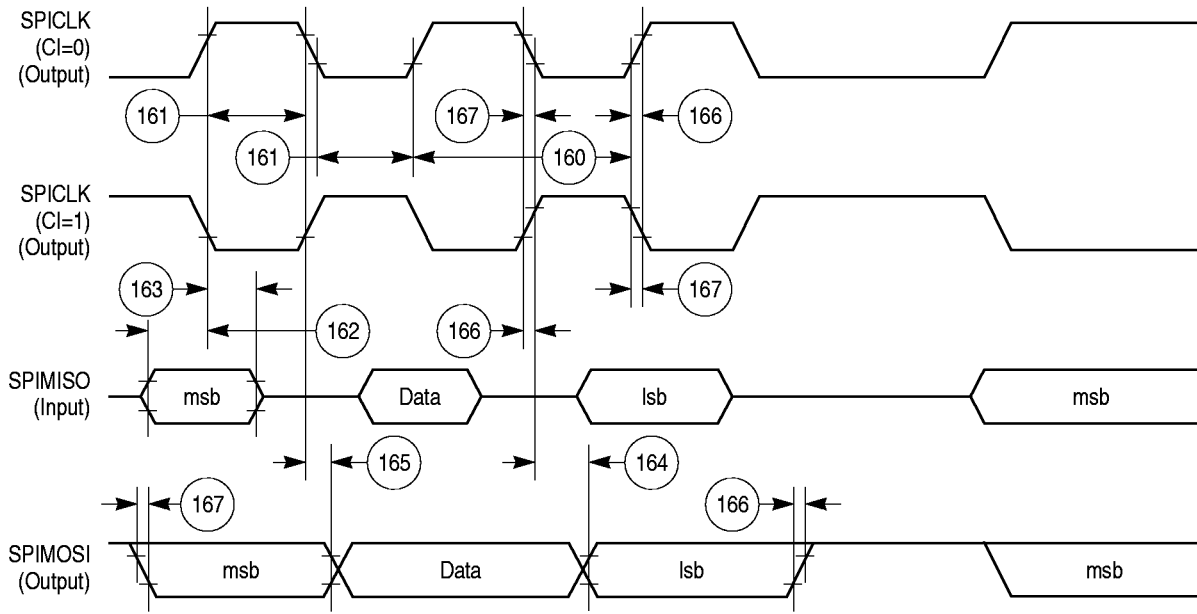 SPICLK
(CI=0)
(Output)
161
167
166
161
160
SPICLK
(CI=1)
(Output)
163
167
162
166
SPIMISO
(Input)
msb
Data
lsb
msb
165
164
167
166
SPIMOSI
(Output)
msb
Data
lsb
msb